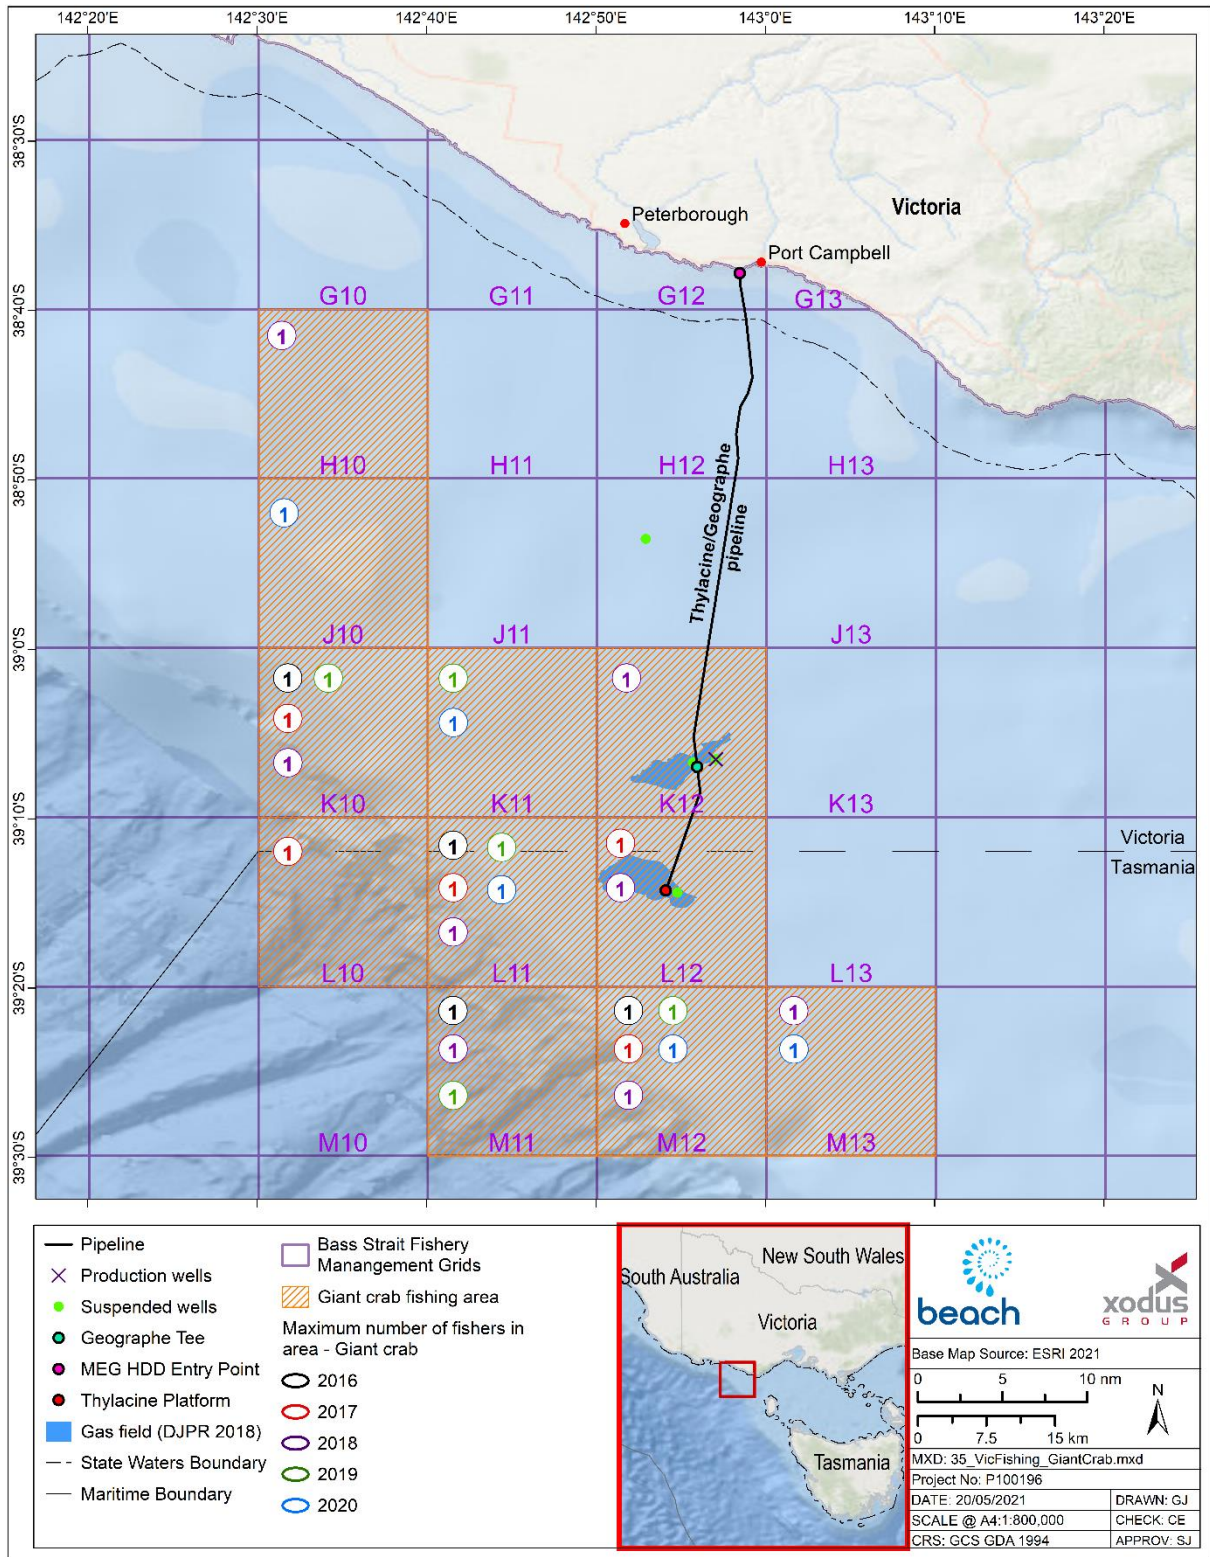 142°20'E 142°30'E 142°40'E 142°50'E 143°0'E 143°10'E 143°20'E
38°30'S
Peterborough
Victoria
Port Campbell
G10 G11 G12 G13
38°40'S
1
H10 H11 H12 H13
38°50'S
1
Thylacine/Geographe
pipeline
J10 J11 J13
39°0'S
1 1 1 1
1 1
1
K10 K11 K12 K13
39°10'S
Victoria
Tasmania
1 1 1 1
1 1 1
1
L10 L11 L12 L13
39°20'S
1 1 1 1
1 1 1 1
1 1
M10 M11 M12 M13
39°30'S
Pipeline
Production wells
Suspended wells
Geographe Tee
MEG HDD Entry Point
Thylacine Platform
Gas field (DJPR 2018)
State Waters Boundary
Maritime Boundary
Bass Strait Fishery
Manangement Grids
Giant crab fishing area
Maximum number of fishers in
area - Giant crab
2016
2017
2018
2019
2020
New South Wales
South Australia
Victoria
Tasmania
beach
xodus
GROUP
Base Map Source: ESRI 2021
0 5 10 nm
N
0 7.5 15 km
MXD: 35_VicFishing_GiantCrab.mxd
Project No: P100196
DATE: 20/05/2021 DRAWN: GJ
SCALE @ A4:1:800,000 CHECK: CE
CRS: GCS GDA 1994 APPROV: SJ